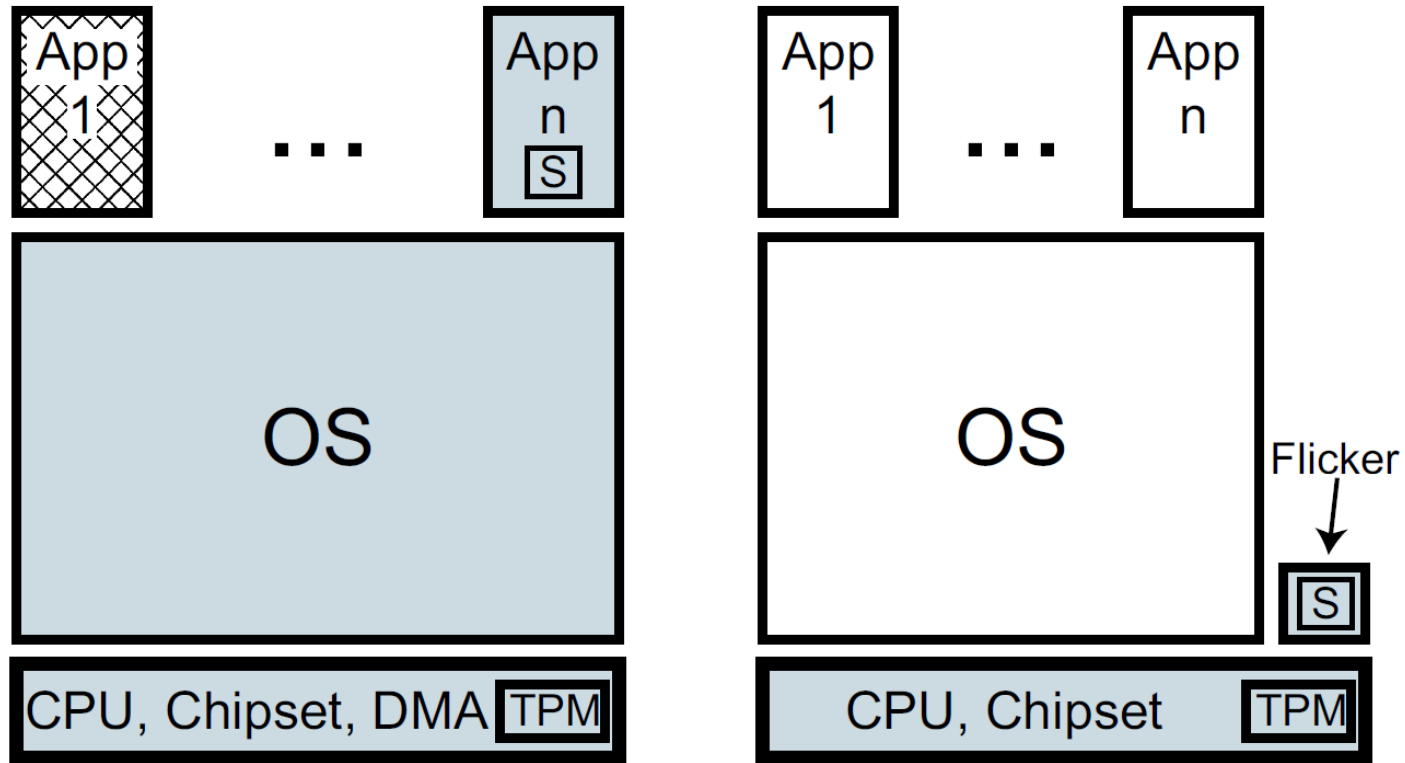 App
1
...
App
n
S
OS
CPU, Chipset, DMA
TPM
App
1
...
App
n
OS
Flicker
S
CPU, Chipset
TPM